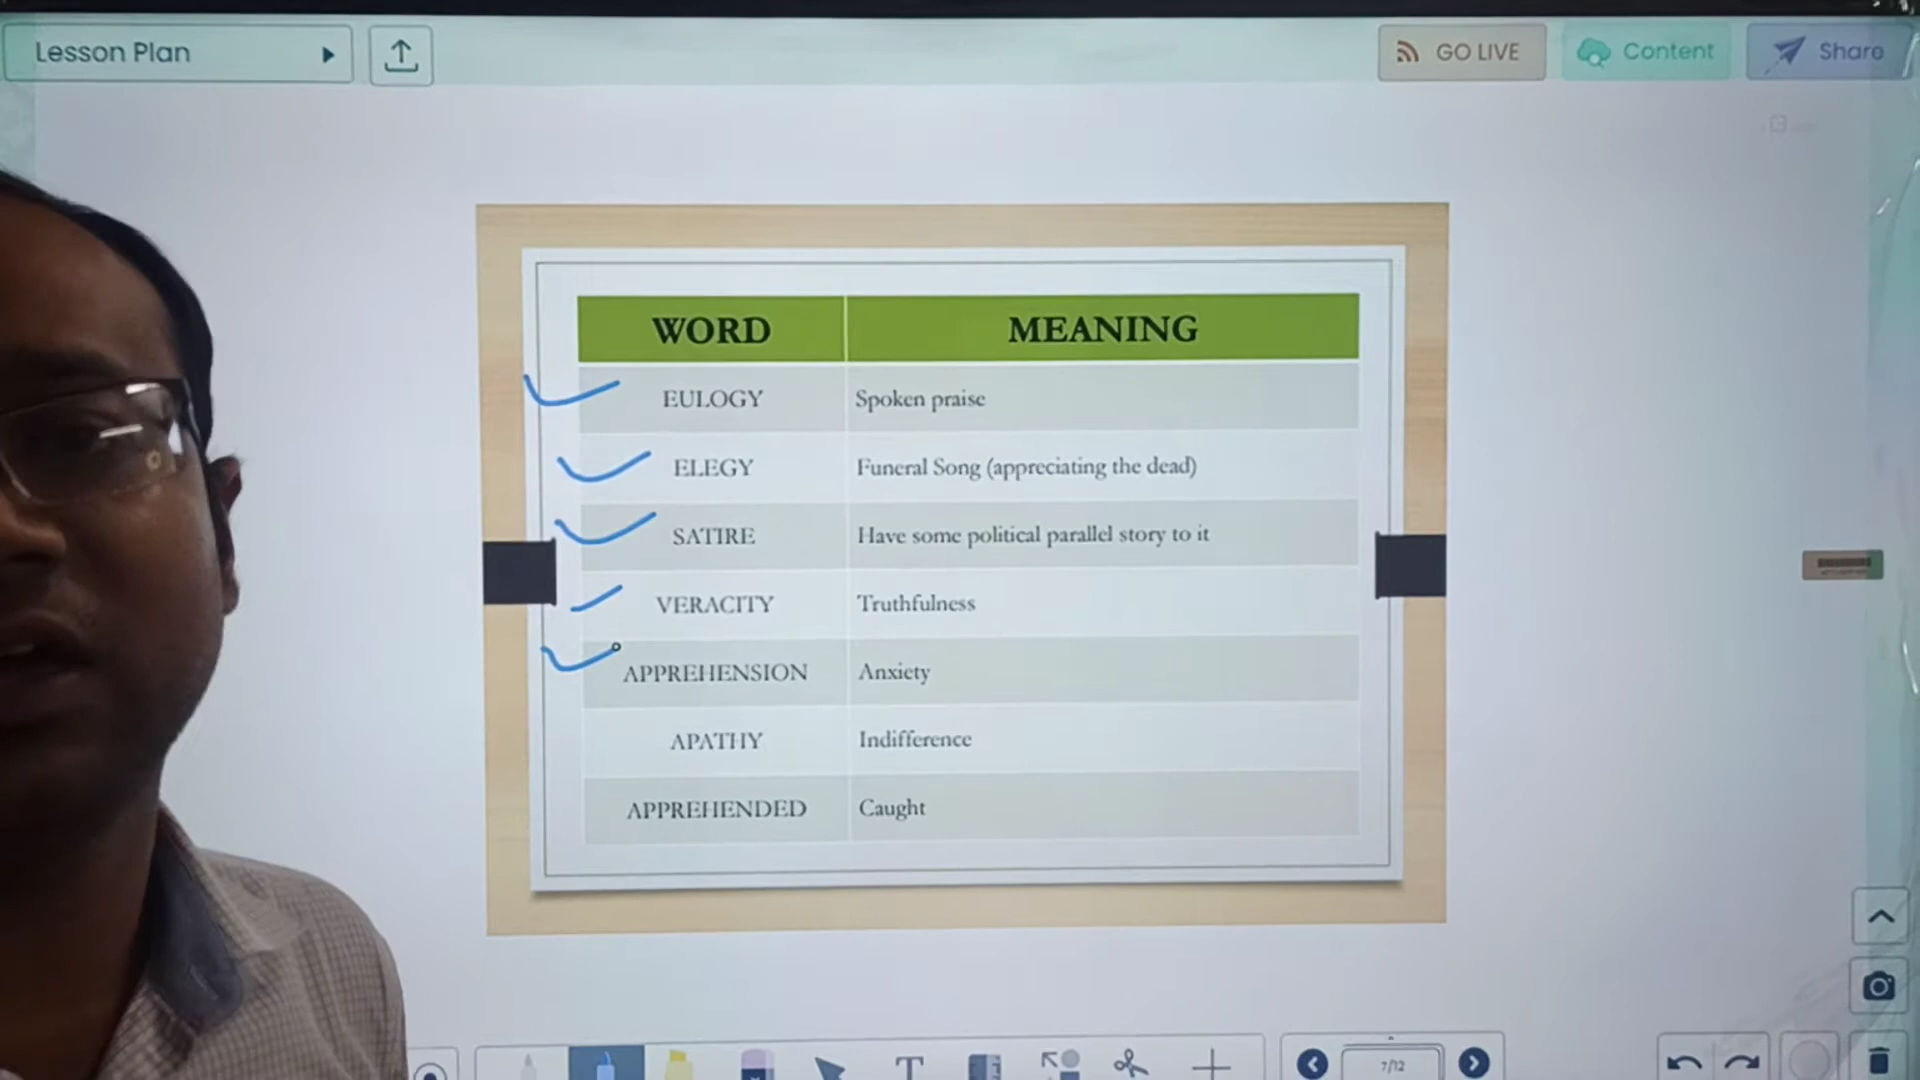 Lesson Plan
GO LIVE
Content
Share
WORD MEANING
EULOGY Spoken praise
ELEGY Funeral Song (appreciating the dead)
SATIRE Have some political parallel story to it
VERACITY Truthfulness
APPREHENSION Anxiety
APATHY Indifference
APPREHENDED Caught
T
7/12